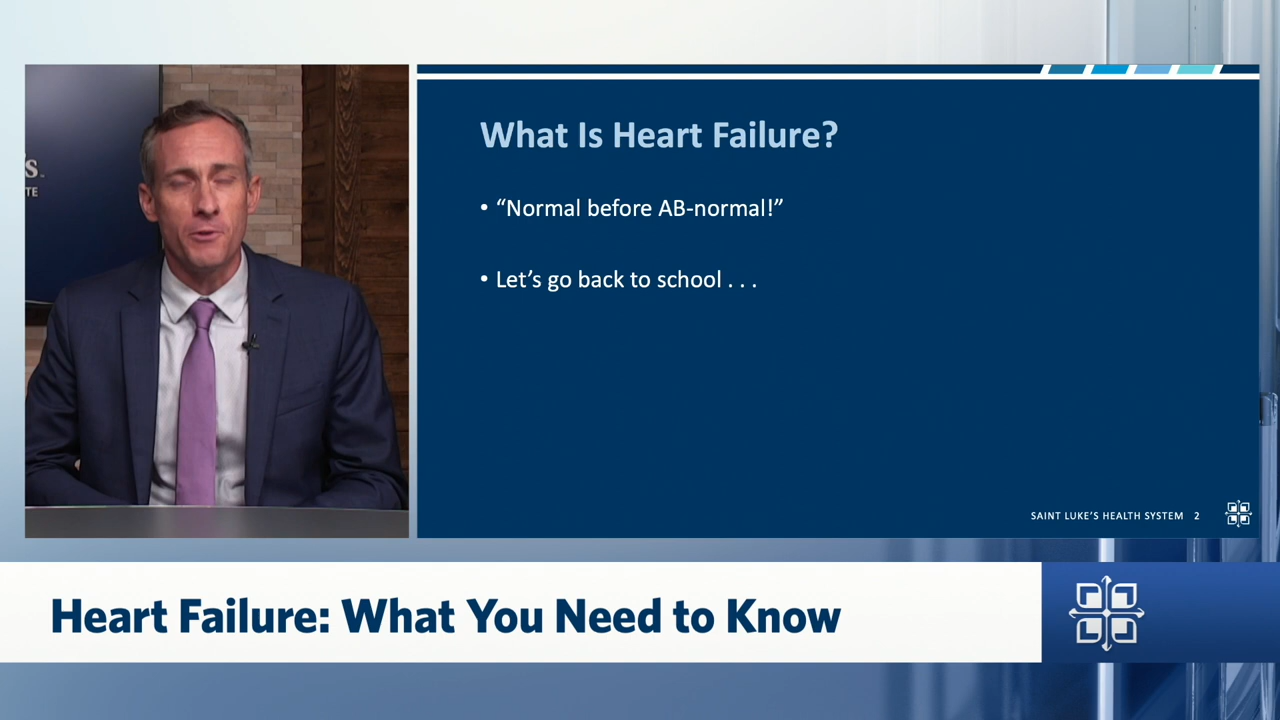 s.
TE
What Is Heart Failure?
• “Normal before AB-normal!”
• Let’s go back to school . . .
SAINT LUKE’S HEALTH SYSTEM 2
Heart Failure: What You Need to Know